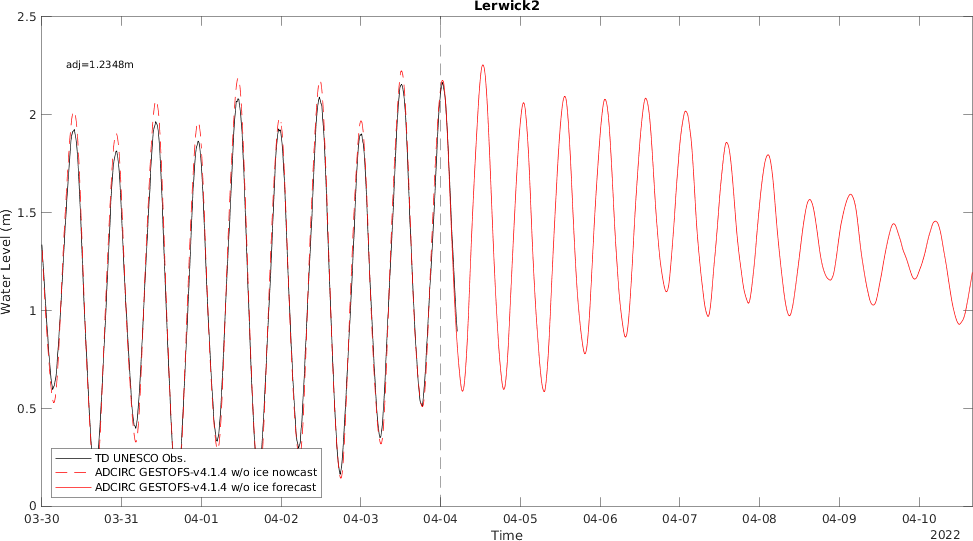 Lerwick2
2.5
2
1.5
1
0.5
0
Water Level (m)
adj=1.2348m
TD UNESCO Obs.
ADCIRC GESTOFS-v4.1.4 w/o ice nowcast
ADCIRC GESTOFS-v4.1.4 w/o ice forecast
03-30 03-31 04-01 04-02 04-03 04-04 04-05 04-06 04-07 04-08 04-09 04-10
Time
2022